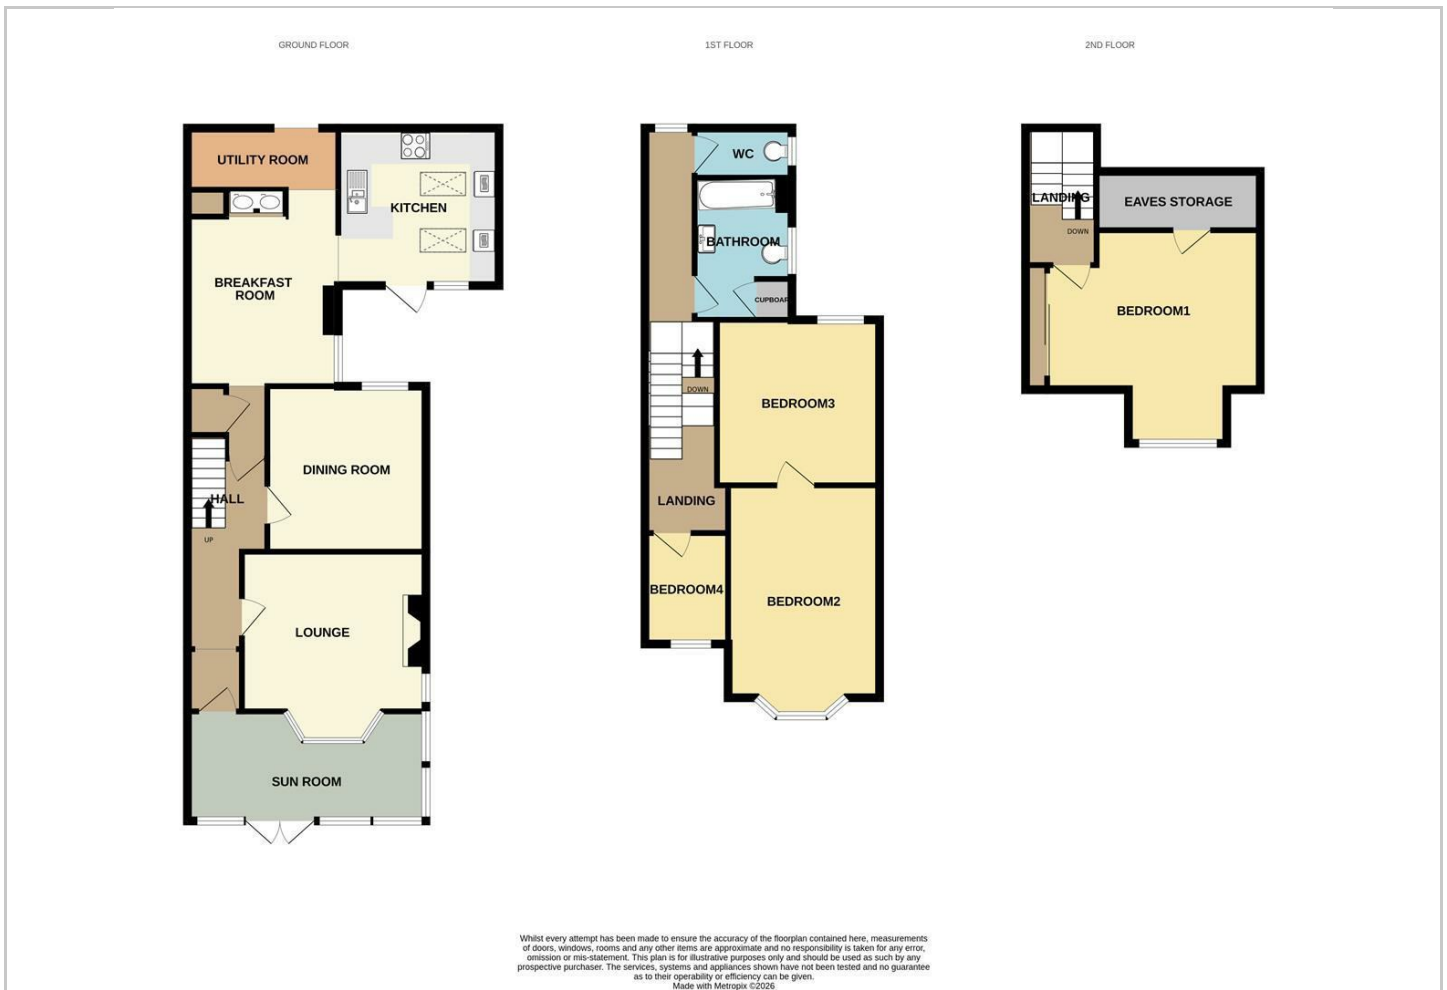 GROUND FLOOR
1ST FLOOR
2ND FLOOR
UTILITY ROOM
KITCHEN
BREAKFAST
ROOM
DINING ROOM
HALL
UP
LOUNGE
SUN ROOM
WC
BATHROOM
CUPBOAR
DOWN
BEDROOM3
LANDING
BEDROOM4
BEDROOM2
LANDING
DOWN
EAVES STORAGE
BEDROOM1
Whilst every attempt has been made to ensure the accuracy of the floorplan contained here, measurements
of doors, windows, rooms and any other items are approximate and no responsibility is taken for any error,
omission or mis-statement. This plan is for illustrative purposes only and should be used as such by any
prospective purchaser. The services, systems and appliances shown have not been tested and no guarantee
as to their operability or efficiency can be given.
Made with Metropix ©2026